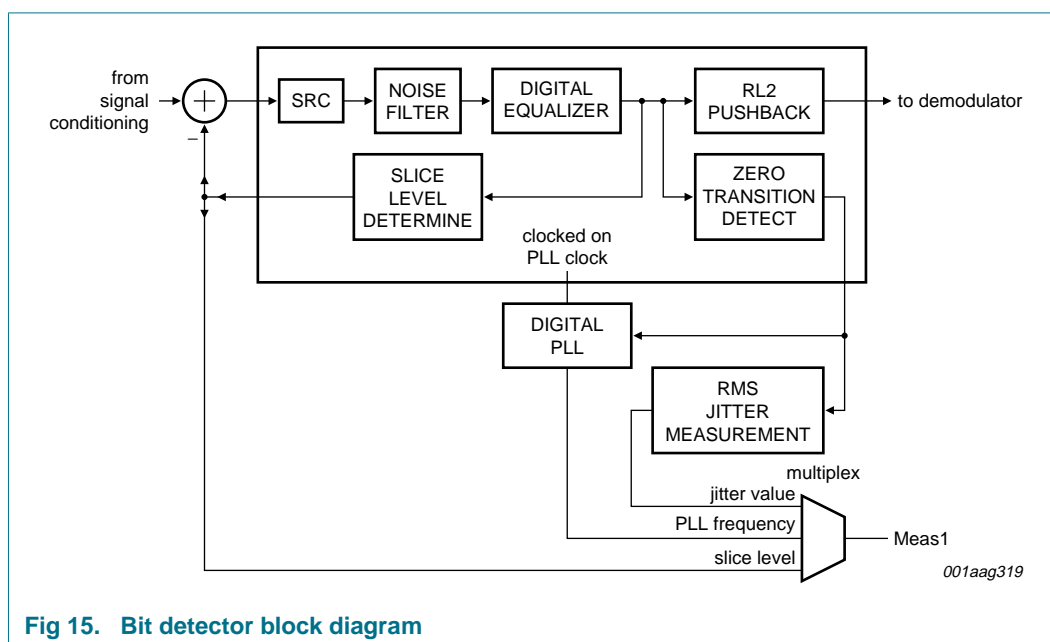 from
signal
conditioning
+
−
SRC
NOISE
FILTER
DIGITAL
EQUALIZER
RL2
PUSHBACK
to demodulator
SLICE
LEVEL
DETERMINE
ZERO
TRANSITION
DETECT
clocked on
PLL clock
DIGITAL
PLL
RMS
JITTER
MEASUREMENT
multiplex
jitter value
PLL frequency
slice level
Meas1
001aag319
Fig 15. Bit detector block diagram